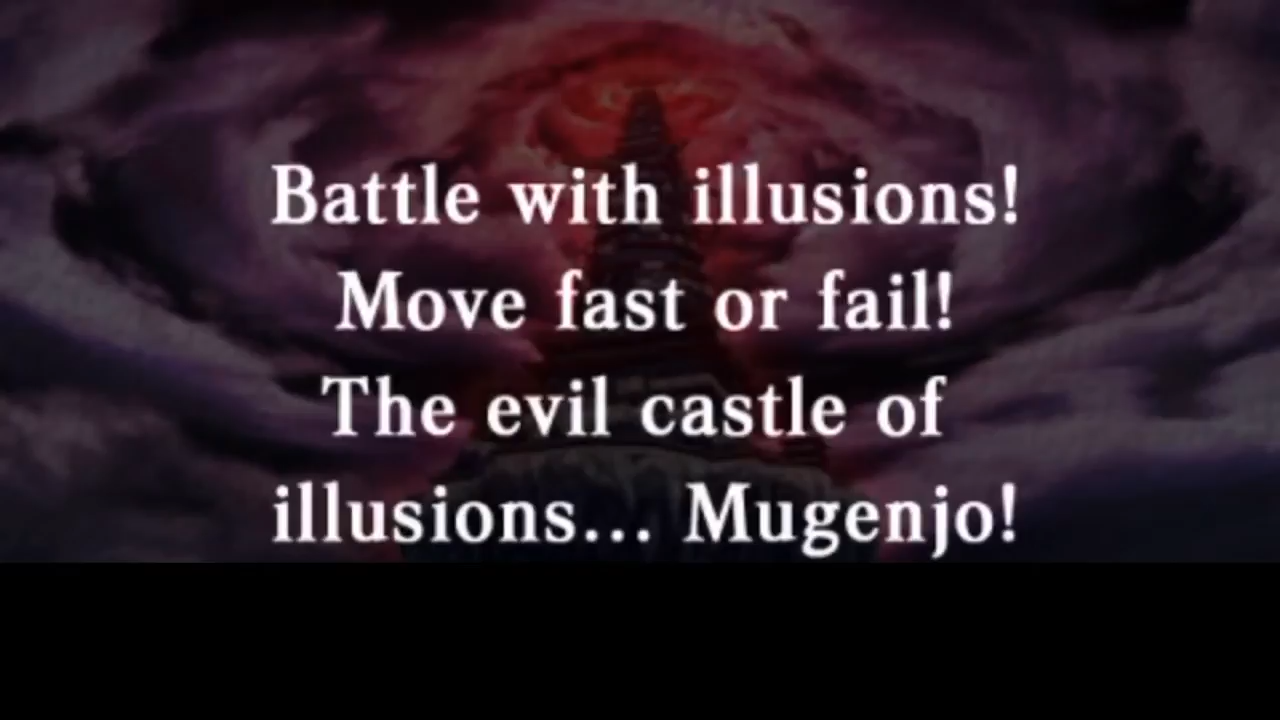 Battle with illusions!
Move fast or fail!
The evil castle of
illusions... Mugenjo!